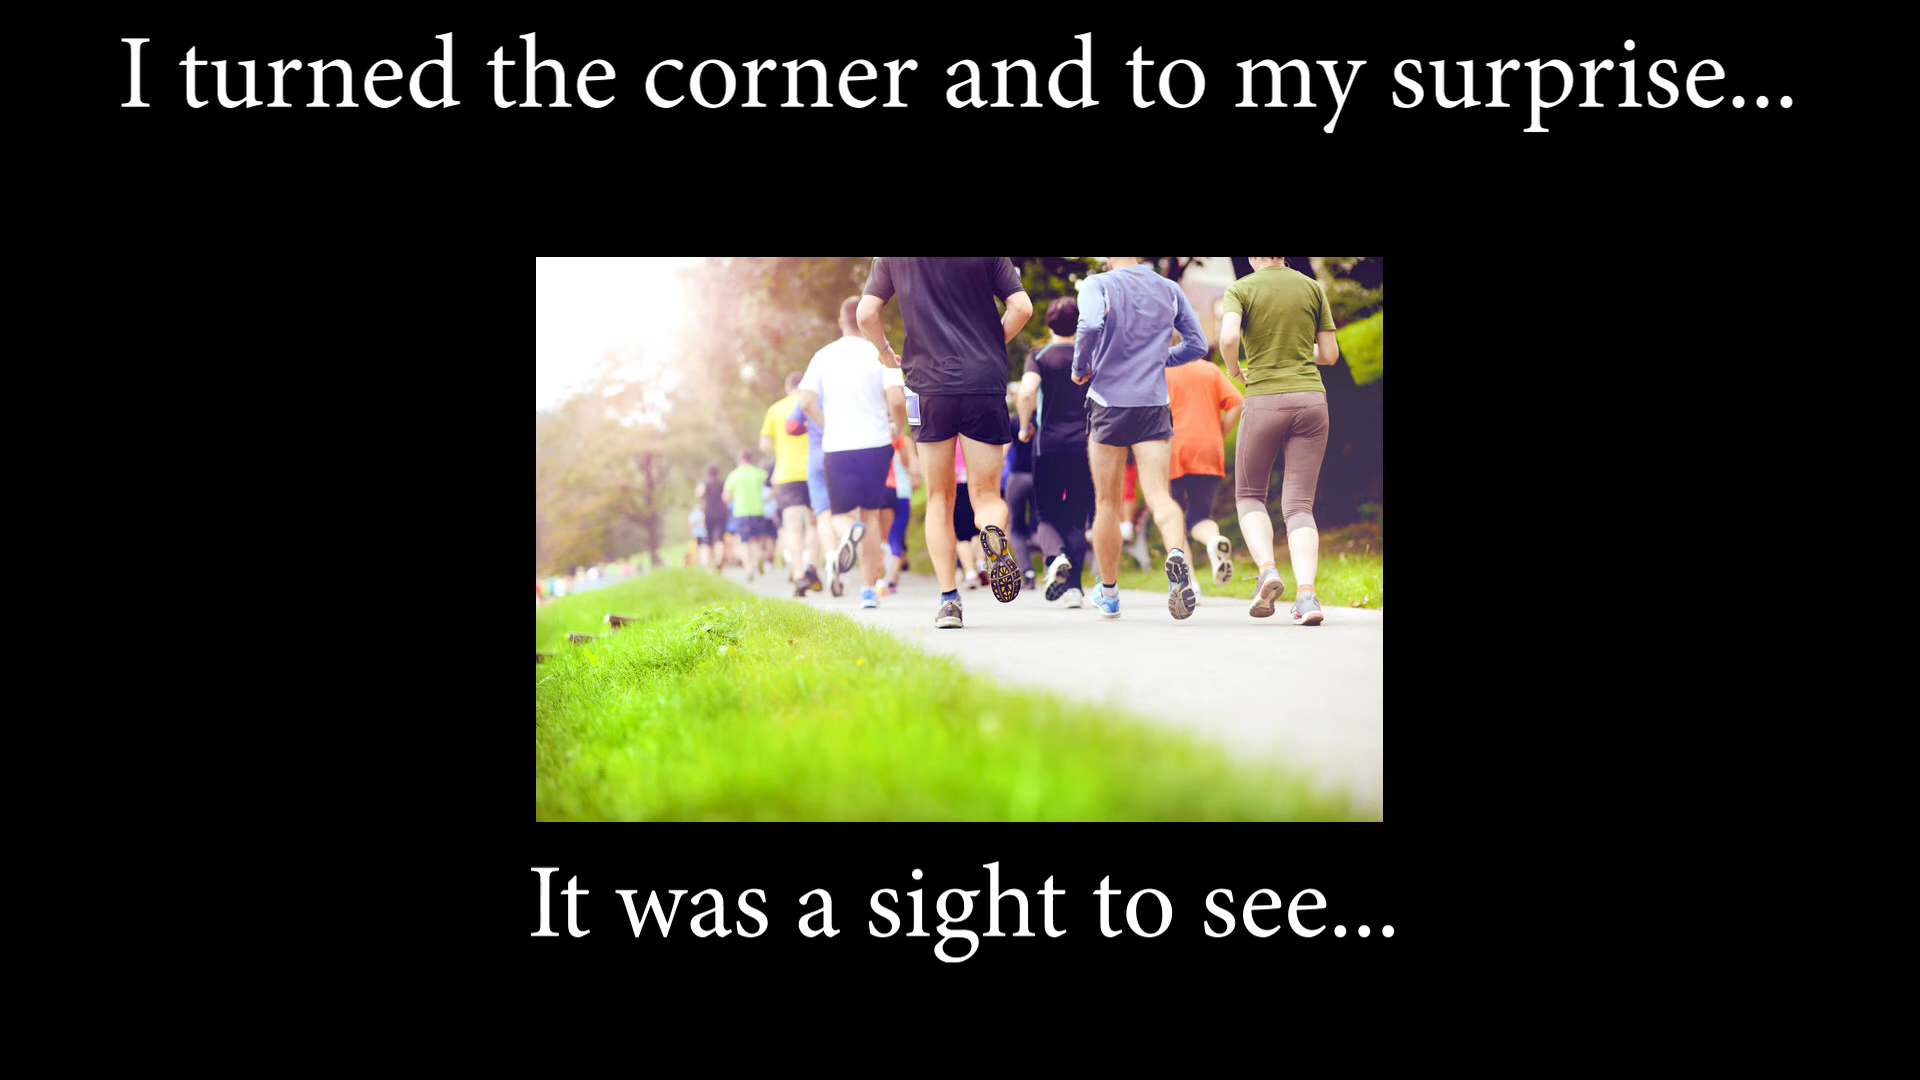 I turned the corner and to my surprise...
It was a sight to see...